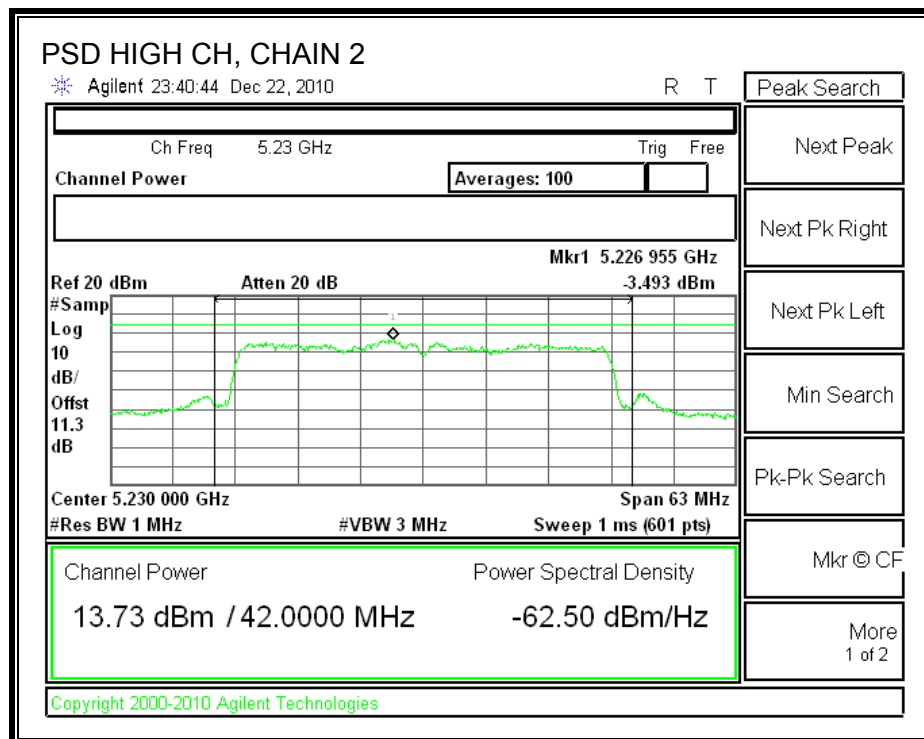 PSD HIGH CH, CHAIN 2
Agilent 23:40:44 Dec 22, 2010 R T
Peak Search
Ch Freq 5.23 GHz Trig Free
Channel Power Averages: 100
Mkr1 5.226 955 GHz
Ref 20 dBm Atten 20 dB -3.493 dBm
#Samp
Log
10
dB/
Offst
11.3
dB
1
Center 5.230 000 GHz Span 63 MHz
#Res BW 1 MHz #VBW 3 MHz Sweep 1 ms (601 pts)
Channel Power Power Spectral Density
13.73 dBm / 42.0000 MHz -62.50 dBm/Hz
Copyright 2000-2010 Agilent Technologies
Next Peak
Next Pk Right
Next Pk Left
Min Search
Pk-Pk Search
Mkr © CF
More
1 of 2